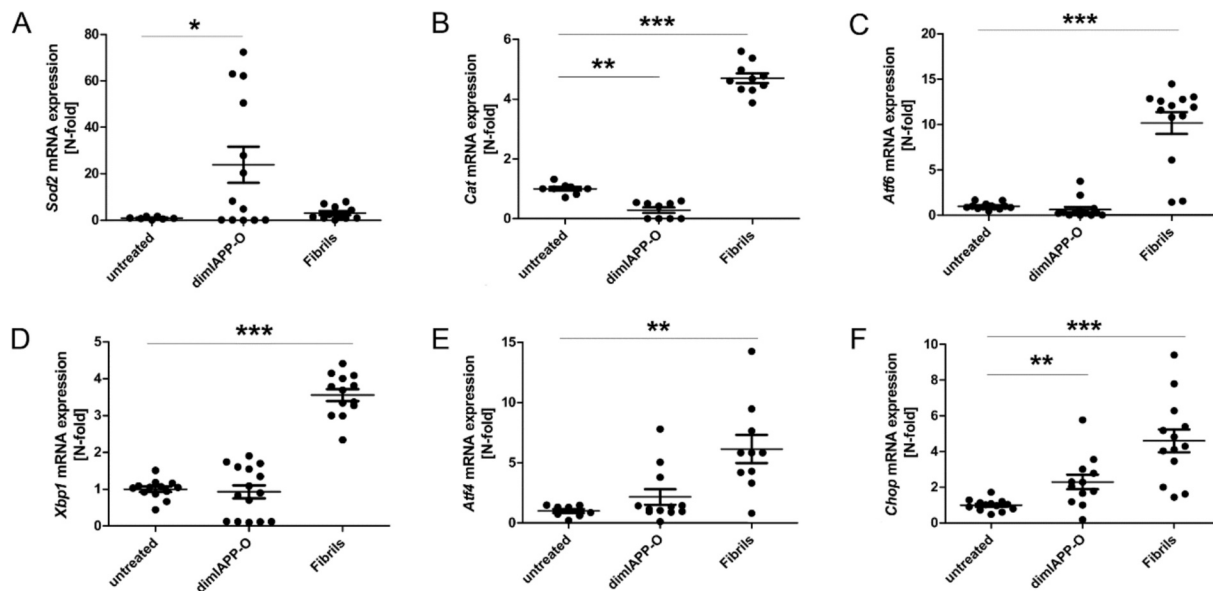 A
Sod2 mRNA expression
[N-fold]
80
60
40
20
0
*
untreated
dimIAPP-O
Fibrils
B
Cat mRNA expression
[N-fold]
6
4
2
0
***
**
untreated
dimIAPP-O
Fibrils
C
Atf6 mRNA expression
[N-fold]
20
15
10
5
0
***
untreated
dimIAPP-O
Fibrils
D
Xbp1 mRNA expression
[N-fold]
5
4
3
2
1
0
***
untreated
dimIAPP-O
Fibrils
E
Atf4 mRNA expression
[N-fold]
15
10
5
0
**
untreated
dimIAPP-O
Fibrils
F
Chop mRNA expression
[N-fold]
10
8
6
4
2
0
***
**
untreated
dimIAPP-O
Fibrils